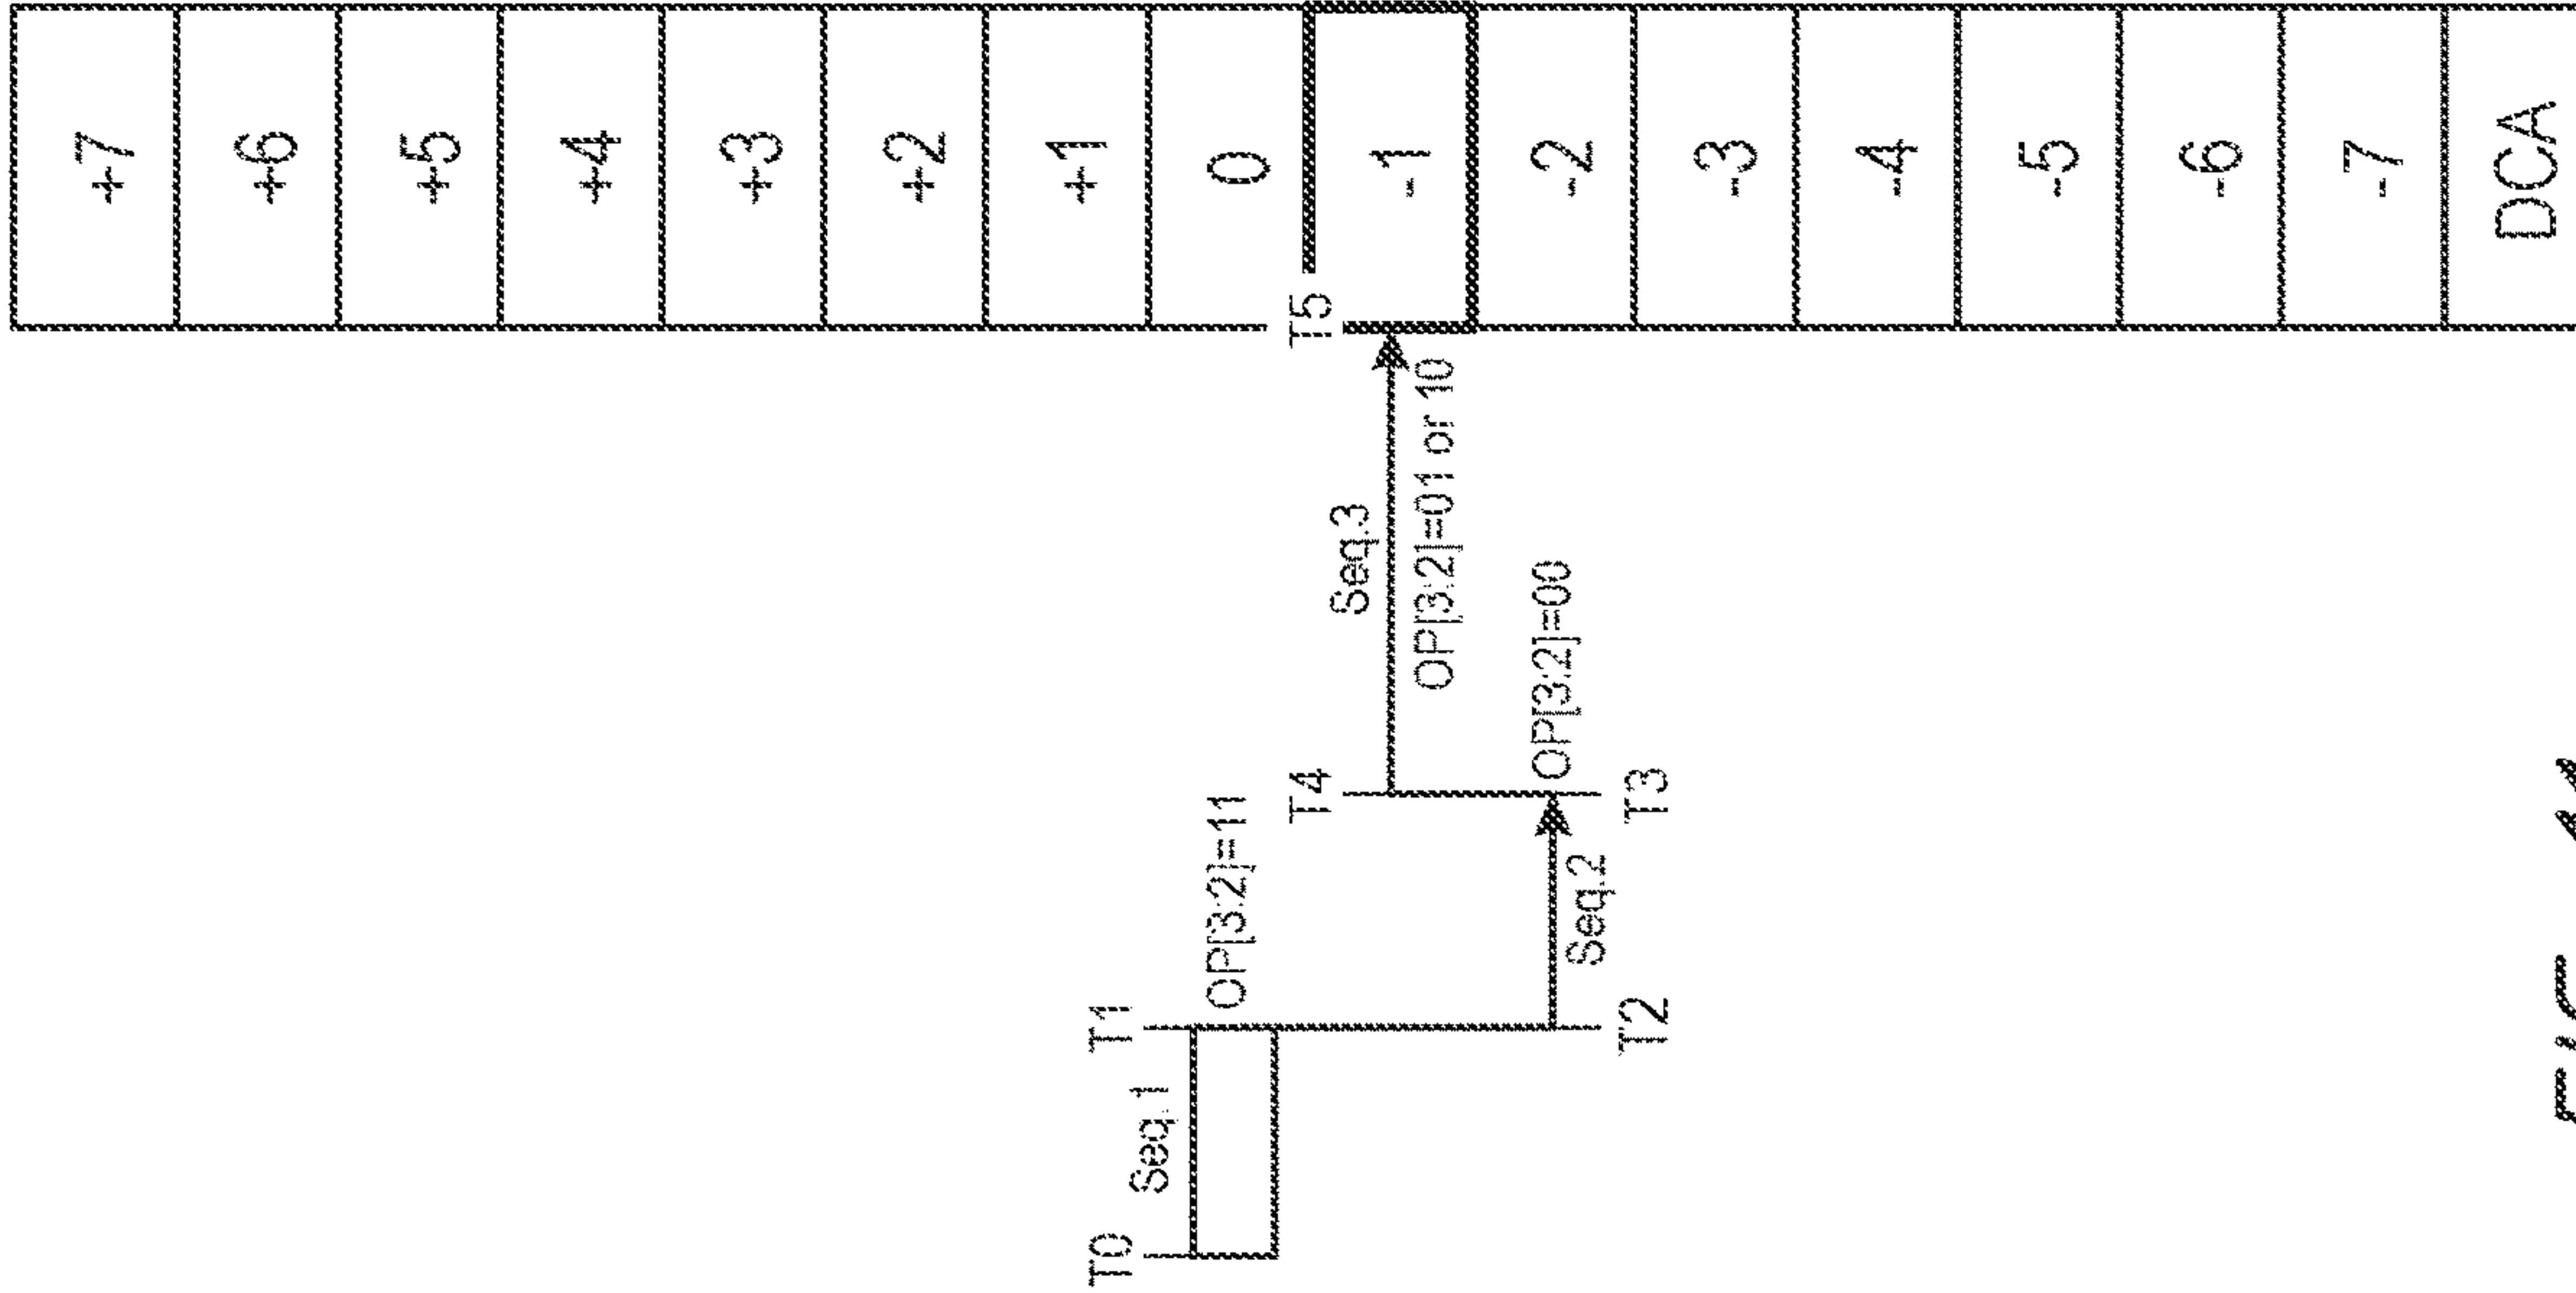 +7
+6
+5
+4
+3
+2
+1
T0 T1
Seq.1
OP[3:2]=11
0
T4 T5
Seq.3
-1
OP[3:2]=01 or 10
OP[3:2]=00
-2
Seq.2
T2 T3
-3
-4
-5
-6
-7
DCA